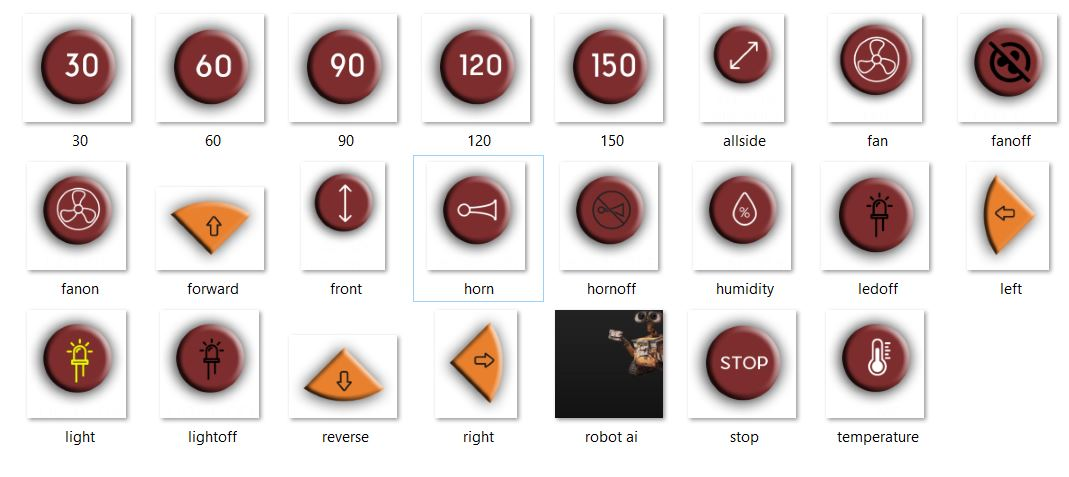 30
60
90
120
150
30 60 90 120 150 allside fan fanoff
%
fanon forward front horn hornoff humidity ledoff left
STOP
light lightoff reverse right robot ai stop temperature